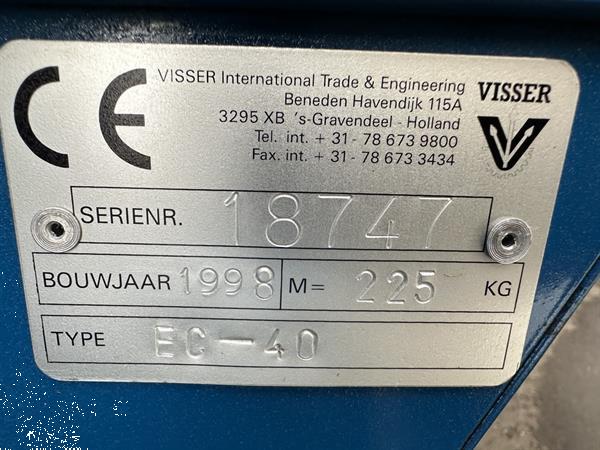 CE
VISSER International Trade & Engineering
Beneden Havendijk 115A
3295 XB 's-Gravendeel - Holland
Tel. int. + 31 - 78 673 9800
Fax. int. + 31 - 78 673 3434
VISSER
V
SERIENR. 18747
BOUWJAAR 1998 M= 225 KG
TYPE EC-40